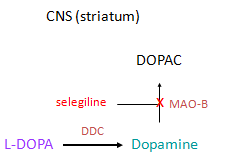 CNS (striatum)
DOPAC
selegiline
X MAO-B
DDC
L-DOPA Dopamine